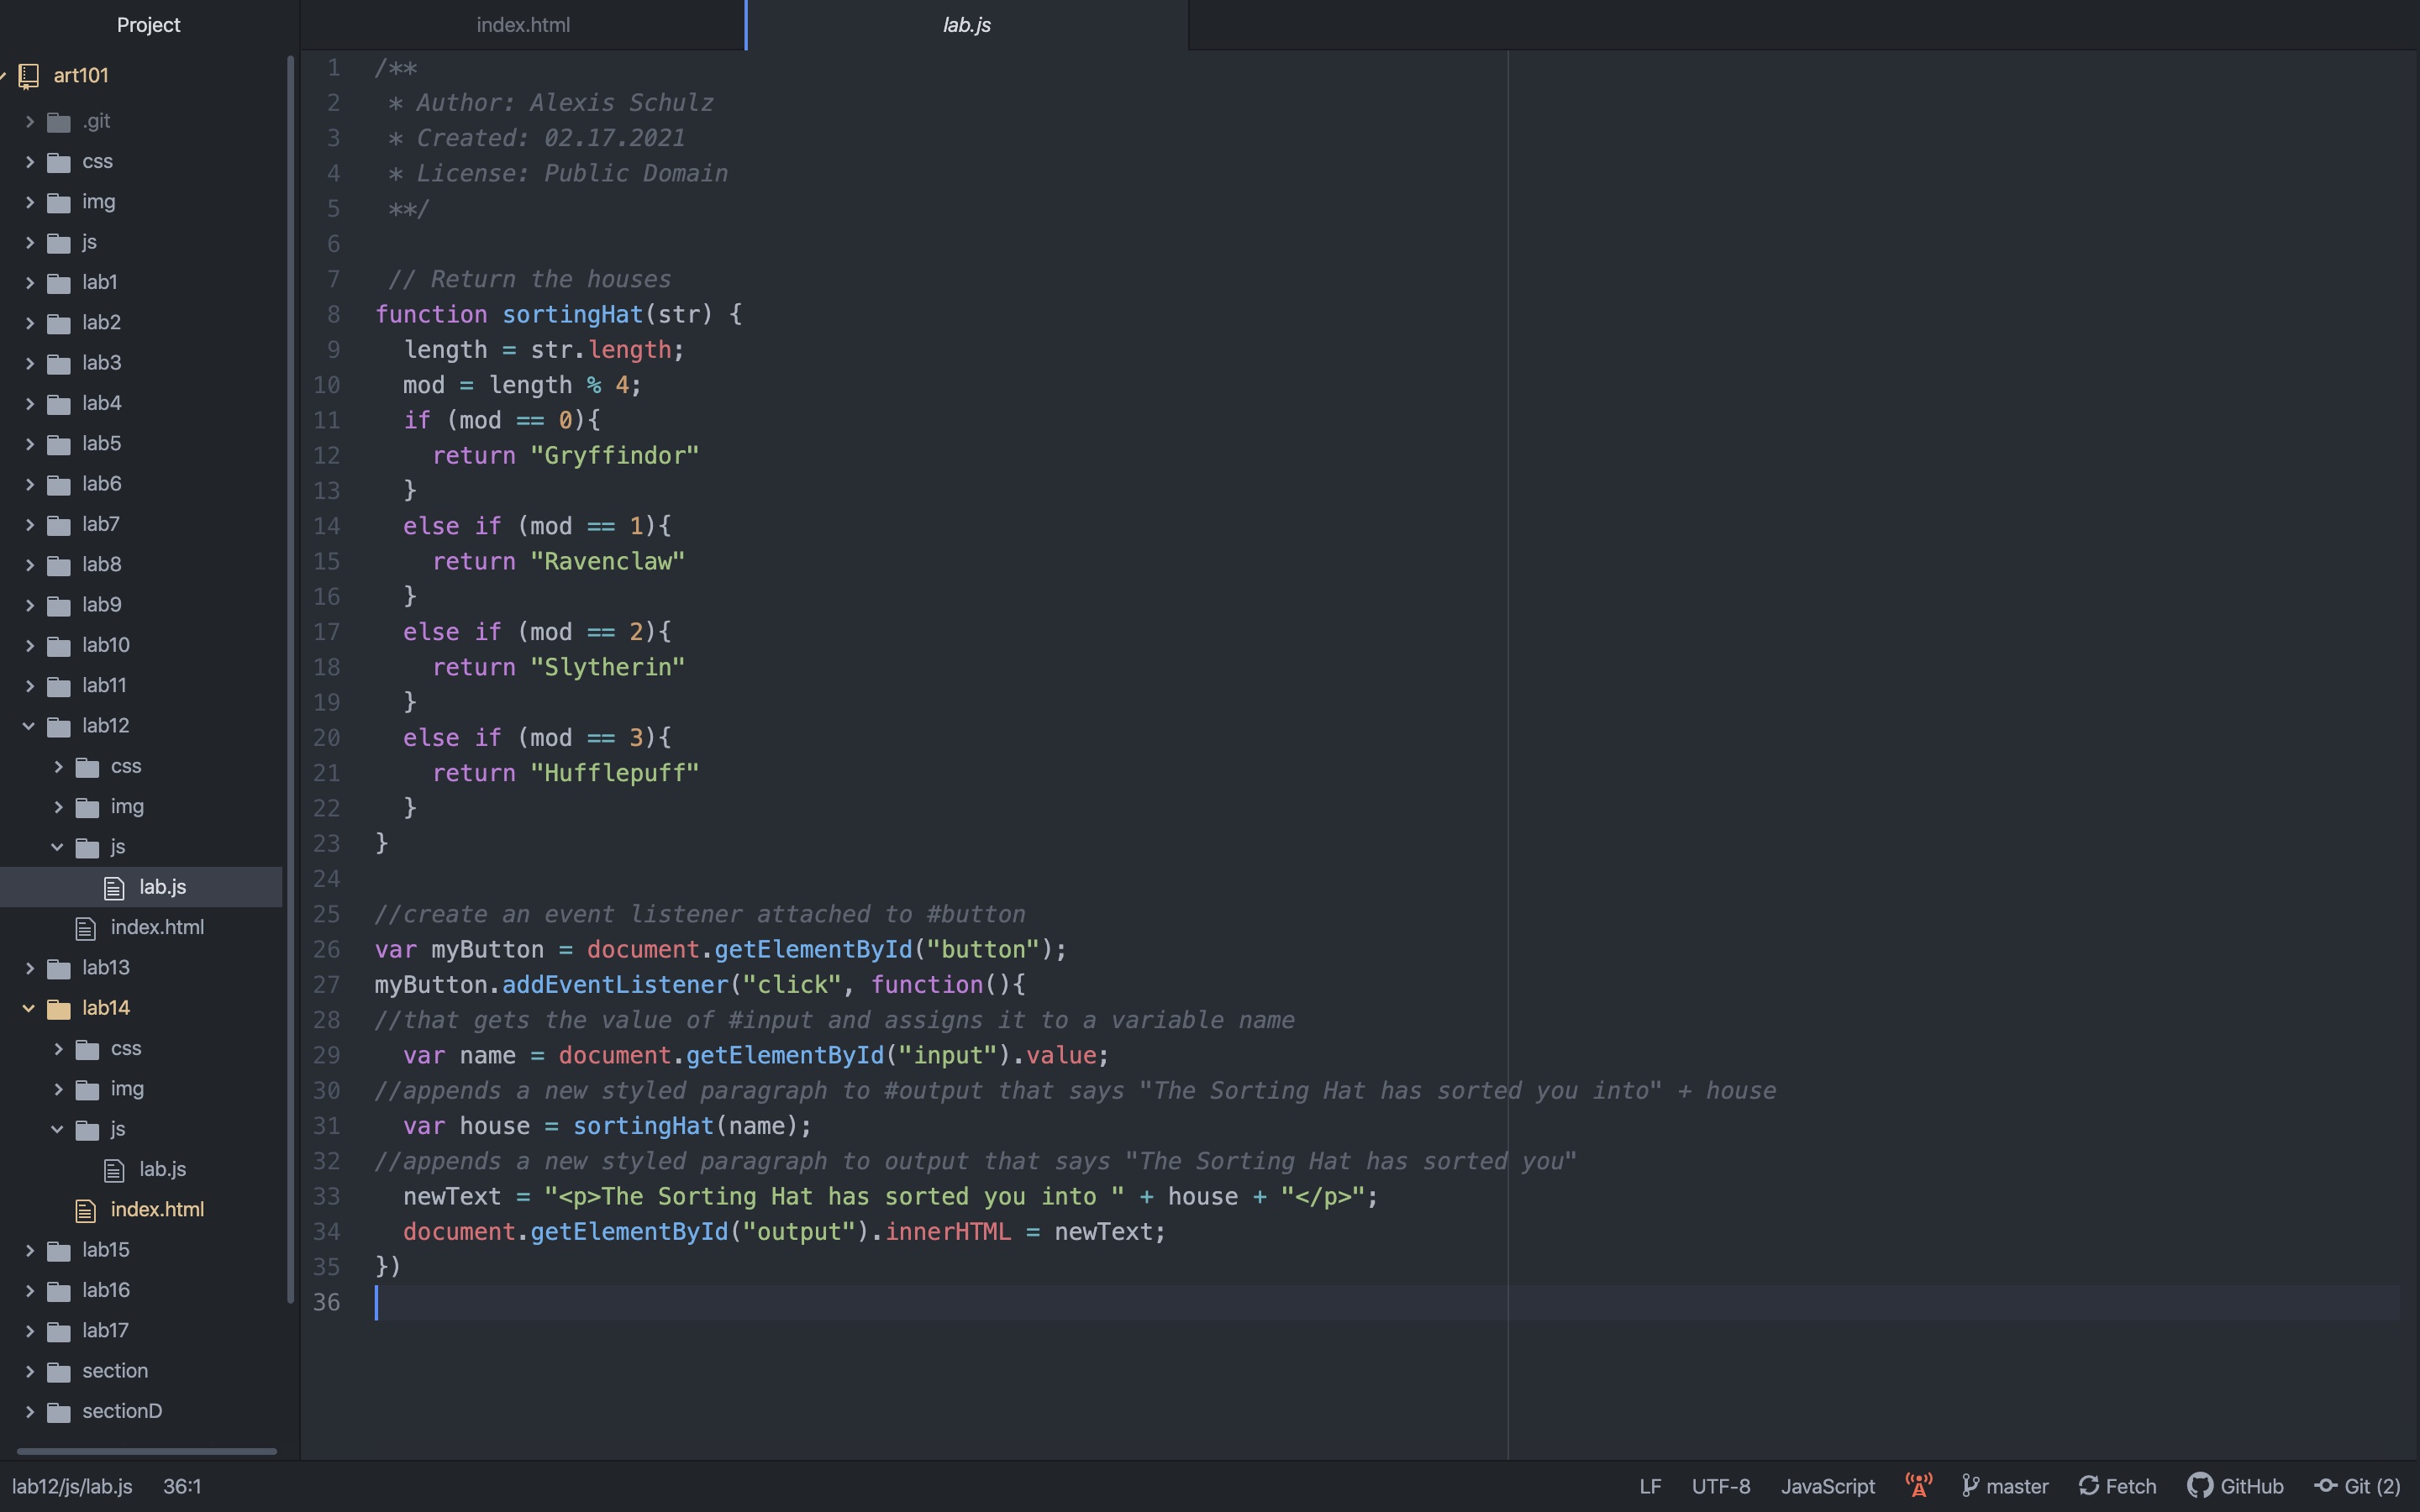 Project
art101
.git
css
img
js
lab1
lab2
lab3
lab4
lab5
lab6
lab7
lab8
lab9
lab10
lab11
lab12
css
img
js
lab.js
index.html
lab13
lab14
css
img
js
lab.js
index.html
lab15
lab16
lab17
section
sectionD
index.html
lab.js
1 /**
2  * Author: Alexis Schulz
3  * Created: 02.17.2021
4  * License: Public Domain
5  **/
6
7  // Return the houses
8 function sortingHat(str) {
9   length = str.length;
10   mod = length % 4;
11   if (mod == 0){
12     return "Gryffindor"
13   }
14   else if (mod == 1){
15     return "Ravenclaw"
16   }
17   else if (mod == 2){
18     return "Slytherin"
19   }
20   else if (mod == 3){
21     return "Hufflepuff"
22   }
23 }
24
25 //create an event listener attached to #button
26 var myButton = document.getElementById("button");
27 myButton.addEventListener("click", function(){
28 //that gets the value of #input and assigns it to a variable name
29   var name = document.getElementById("input").value;
30 //appends a new styled paragraph to #output that says "The Sorting Hat has sorted you into" + house
31   var house = sortingHat(name);
32 //appends a new styled paragraph to output that says "The Sorting Hat has sorted you"
33   newText = "<p>The Sorting Hat has sorted you into " + house + "</p>";
34   document.getElementById("output").innerHTML = newText;
35 })
36
lab12/js/lab.js 36:1 LF UTF-8 JavaScript master Fetch GitHub Git (2)